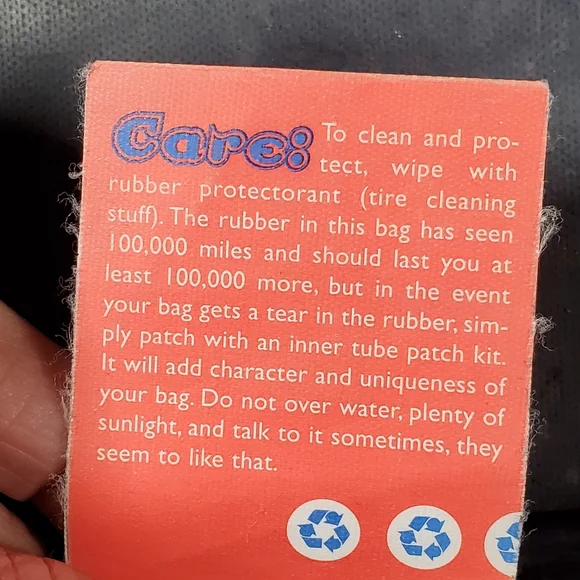 Care: To clean and pro-
tect, wipe with
rubber protectorant (tire cleaning
stuff). The rubber in this bag has seen
100,000 miles and should last you at
least 100,000 more, but in the event
your bag gets a tear in the rubber, sim-
ply patch with an inner tube patch kit.
It will add character and uniqueness of
your bag. Do not over water, plenty of
sunlight, and talk to it sometimes, they
seem to like that.